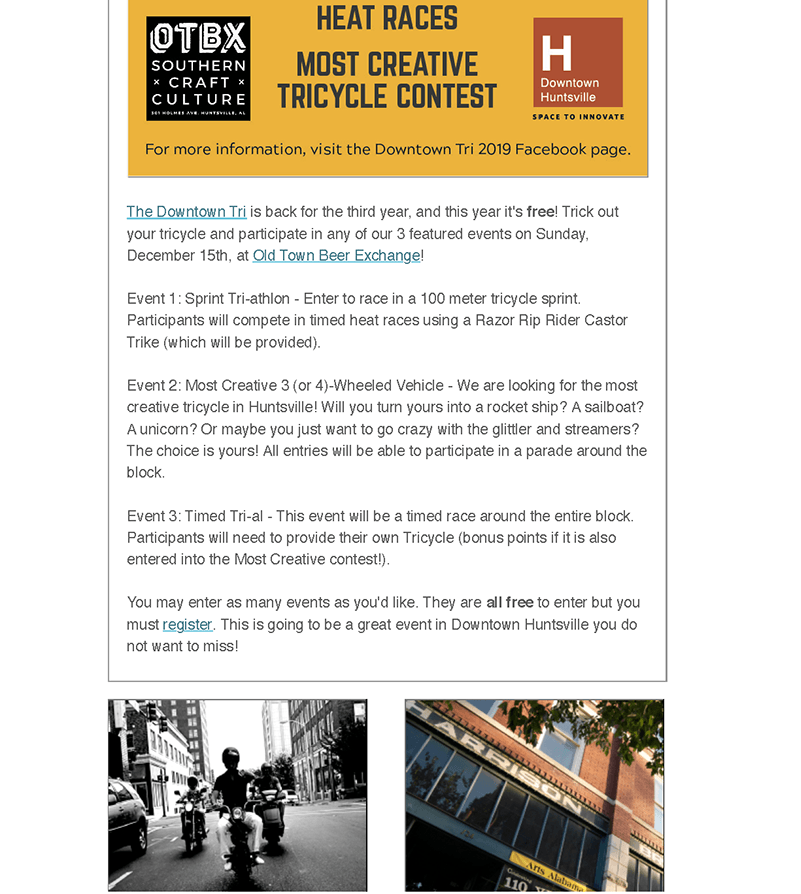 HEAT RACES
MOST CREATIVE
TRICYCLE CONTEST
OTBX
SOUTHERN
× CRAFT ×
CULTURE
301 HOLMES AVE. HUNTSVILLE, AL
H
Downtown
Huntsville
SPACE TO INNOVATE
For more information, visit the Downtown Tri 2019 Facebook page.
The Downtown Tri is back for the third year, and this year it's free! Trick out
your tricycle and participate in any of our 3 featured events on Sunday,
December 15th, at Old Town Beer Exchange!
Event 1: Sprint Tri-athlon - Enter to race in a 100 meter tricycle sprint.
Participants will compete in timed heat races using a Razor Rip Rider Castor
Trike (which will be provided).
Event 2: Most Creative 3 (or 4)-Wheeled Vehicle - We are looking for the most
creative tricycle in Huntsville! Will you turn yours into a rocket ship? A sailboat?
A unicorn? Or maybe you just want to go crazy with the glittler and streamers?
The choice is yours! All entries will be able to participate in a parade around the
block.
Event 3: Timed Tri-al - This event will be a timed race around the entire block.
Participants will need to provide their own Tricycle (bonus points if it is also
entered into the Most Creative contest!).
You may enter as many events as you'd like. They are all free to enter but you
must register. This is going to be a great event in Downtown Huntsville you do
not want to miss!
HARRISON
Arts Alabama
110